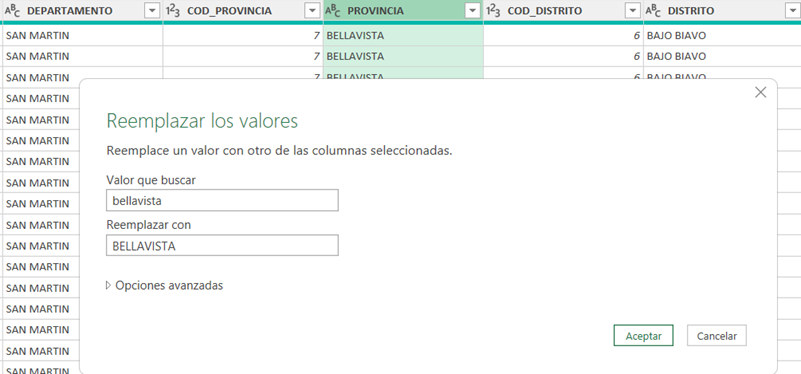 ABC DEPARTAMENTO 123 COD_PROVINCIA ABC PROVINCIA 123 COD_DISTRITO ABC DISTRITO
SAN MARTIN 7 BELLAVISTA 6 BAJO BIAVO
SAN MARTIN 7 BELLAVISTA 6 BAJO BIAVO
SAN MARTIN 7 BELLAVISTA 6 BAJO BIAVO
SAN MARTIN
SAN MARTIN
SAN MARTIN
SAN MARTIN
SAN MARTIN
SAN MARTIN
SAN MARTIN
SAN MARTIN
SAN MARTIN
SAN MARTIN
SAN MARTIN
SAN MARTIN
SAN MARTIN
Reemplazar los valores
Reemplace un valor con otro de las columnas seleccionadas.
Valor que buscar
bellavista
Reemplazar con
BELLAVISTA
Opciones avanzadas
Aceptar Cancelar